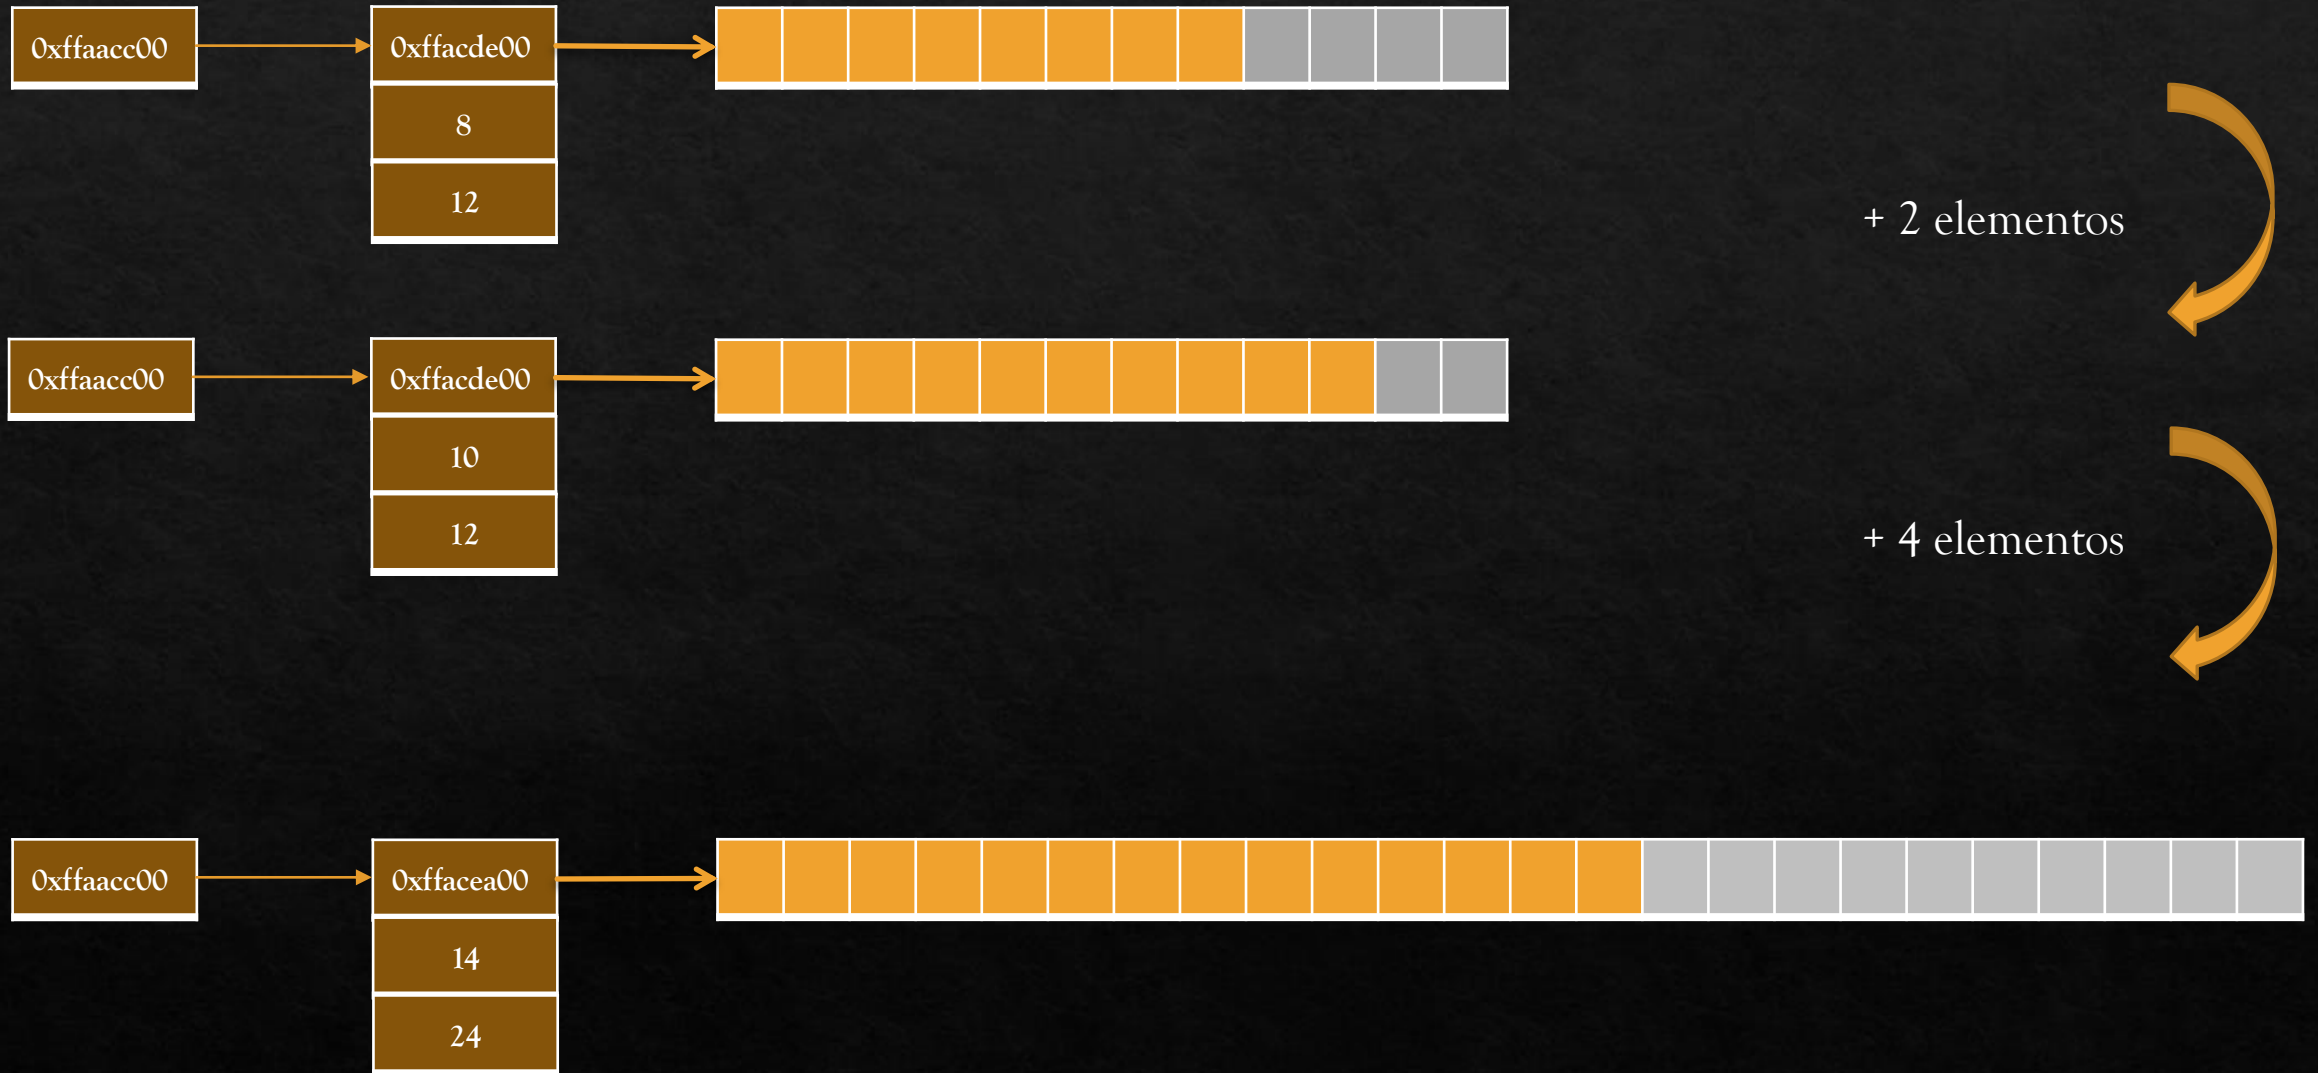 0xffaacc00
0xffacde00
8
12
+ 2 elementos
0xffaacc00
0xffacde00
10
12
+ 4 elementos
0xffaacc00
0xffacea00
14
24